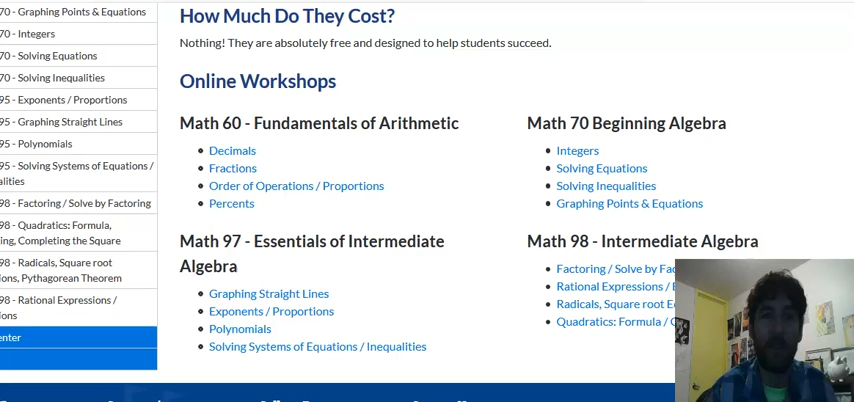 70 - Graphing Points & Equations
70 - Integers
70 - Solving Equations
70 - Solving Inequalities
95 - Exponents / Proportions
95 - Graphing Straight Lines
95 - Polynomials
95 - Solving Systems of Equations /
98 - Factoring / Solve by Factoring
98 - Quadratics: Formula,
Completing the Square
98 - Radicals, Square root
Pythagorean Theorem
98 - Rational Expressions /
How Much Do They Cost?
Nothing! They are absolutely free and designed to help students succeed.
Online Workshops
Math 60 - Fundamentals of Arithmetic
Decimals
Fractions
Order of Operations / Proportions
Percents
Math 70 Beginning Algebra
Integers
Solving Equations
Solving Inequalities
Graphing Points & Equations
Math 97 - Essentials of Intermediate
Algebra
Graphing Straight Lines
Exponents / Proportions
Polynomials
Solving Systems of Equations / Inequalities
Math 98 - Intermediate Algebra
Factoring / Solve by
Rational Expressions /
Radicals, Square root
Quadratics: Formula /